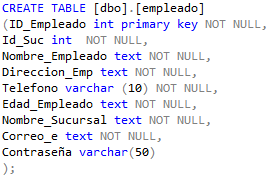 CREATE TABLE [dbo].[empleado]
(ID_Empleado int primary key NOT NULL,
Id_Suc int  NOT NULL,
Nombre_Empleado text NOT NULL,
Direccion_Emp text NOT NULL,
Telefono varchar (10) NOT NULL,
Edad_Empleado text NOT NULL,
Nombre_Sucursal text NOT NULL,
Correo_e text NOT NULL,
Contraseña varchar(50)
);